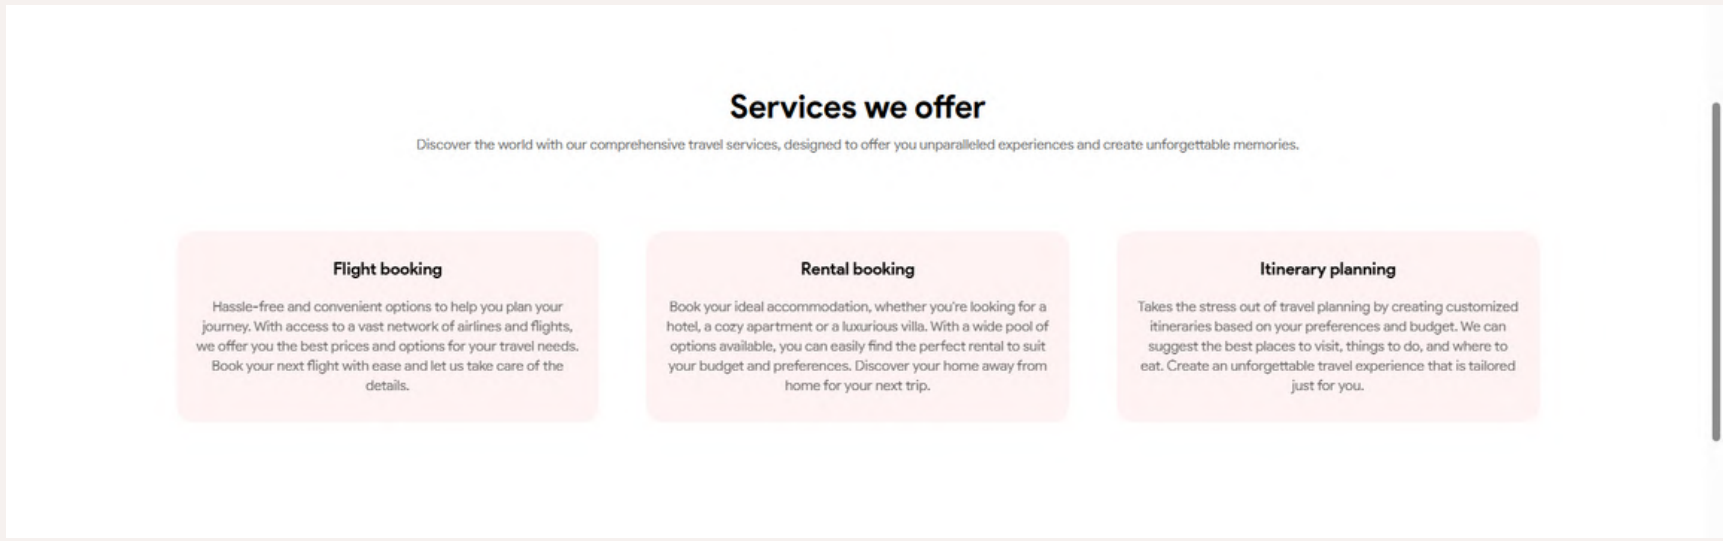 Services we offer
Discover the world with our comprehensive travel services, designed to offer you unparalleled experiences and create unforgettable memories.
Flight booking
Hassle-free and convenient options to help you plan your
journey. With access to a vast network of airlines and flights,
we offer you the best prices and options for your travel needs.
Book your next flight with ease and let us take care of the
details.
Rental booking
Book your ideal accommodation, whether you're looking for a
hotel, a cozy apartment or a luxurious villa. With a wide pool of
options available, you can easily find the perfect rental to suit
your budget and preferences. Discover your home away from
home for your next trip.
Itinerary planning
Takes the stress out of travel planning by creating customized
itineraries based on your preferences and budget. We can
suggest the best places to visit, things to do, and where to
eat. Create an unforgettable travel experience that is tailored
just for you.